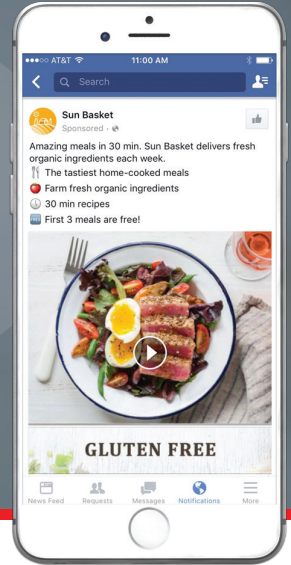 AT&T 11:00 AM
Search
Sun Basket
Sponsored
Amazing meals in 30 min. Sun Basket delivers fresh
organic ingredients each week.
The tastiest home-cooked meals
Farm fresh organic ingredients
30 min recipes
First 3 meals are free!
GLUTEN FREE
News Feed Requests Messages Notifications More